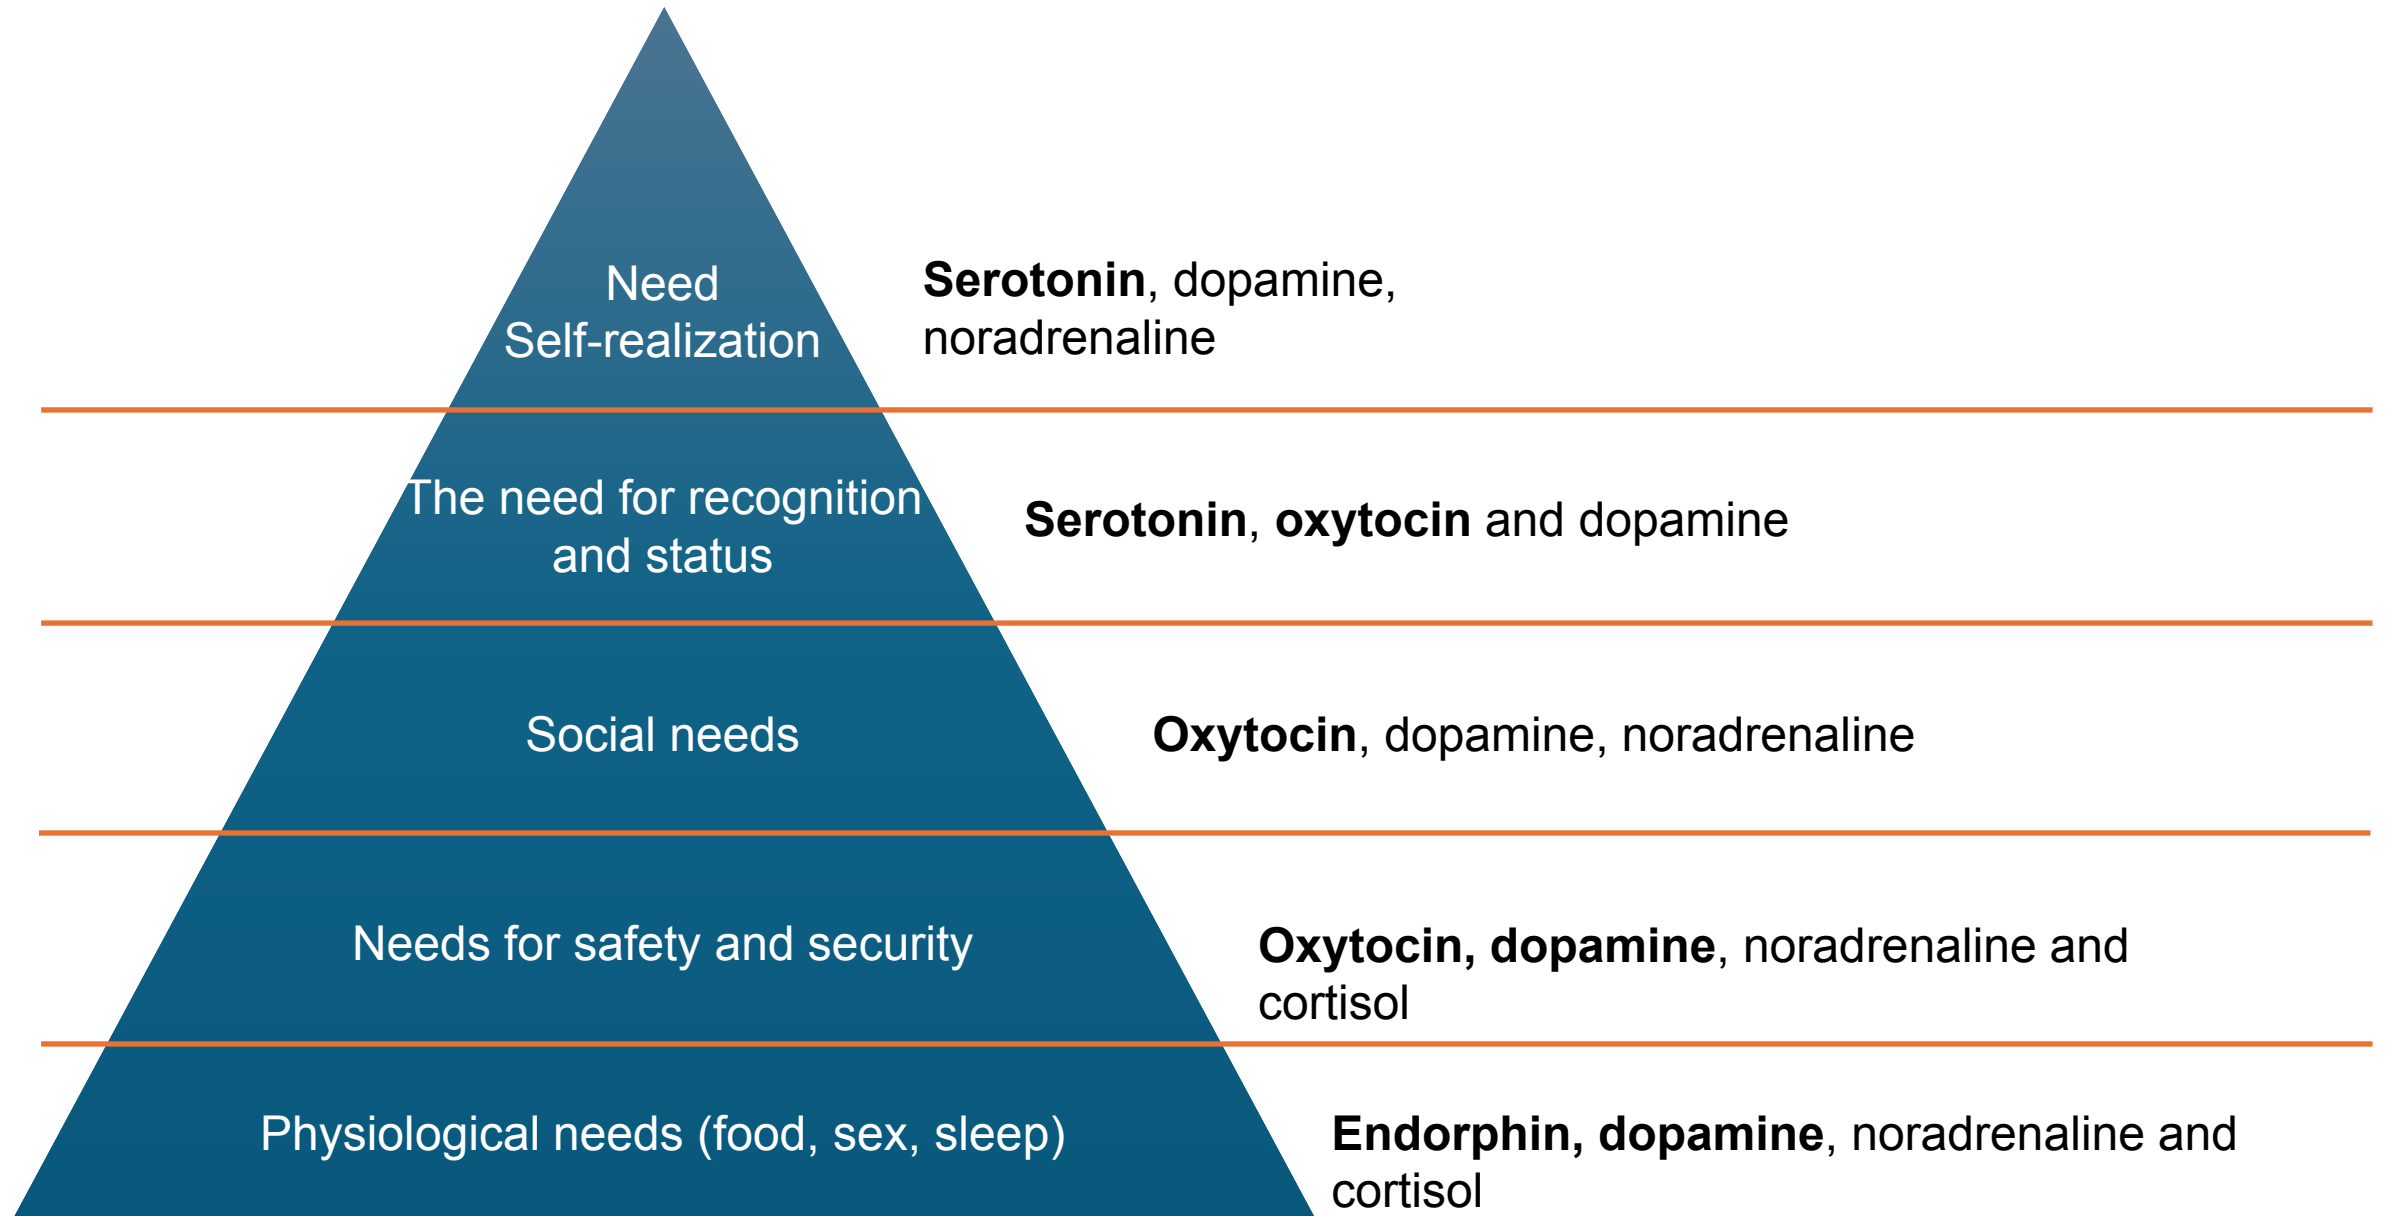 Need
Self-realization
Serotonin, dopamine,
noradrenaline
The need for recognition
and status
Serotonin, oxytocin and dopamine
Social needs
Oxytocin, dopamine, noradrenaline
Needs for safety and security
Oxytocin, dopamine, noradrenaline and
cortisol
Physiological needs (food, sex, sleep)
Endorphin, dopamine, noradrenaline and
cortisol